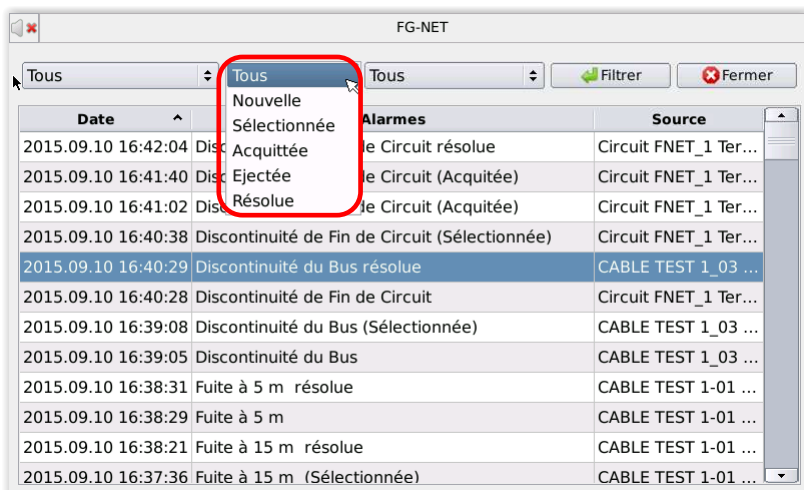 FG-NET
Tous Tous Tous Filtrer Fermer
Nouvelle
Sélectionnée
Acquittée
Ejectée
Résolue
Date Alarmes Source
2015.09.10 16:42:04 de Circuit résolue Circuit FNET_1 Ter...
2015.09.10 16:41:40 de Circuit (Acquitée) Circuit FNET_1 Ter...
2015.09.10 16:41:02 de Circuit (Acquitée) Circuit FNET_1 Ter...
2015.09.10 16:40:38 Discontinuité de Fin de Circuit (Sélectionnée) Circuit FNET_1 Ter...
2015.09.10 16:40:29 Discontinuité du Bus résolue CABLE TEST 1_03 ...
2015.09.10 16:40:28 Discontinuité de Fin de Circuit Circuit FNET_1 Ter...
2015.09.10 16:39:08 Discontinuité du Bus (Sélectionnée) CABLE TEST 1_03 ...
2015.09.10 16:39:05 Discontinuité du Bus CABLE TEST 1_03 ...
2015.09.10 16:38:31 Fuite à 5 m résolue CABLE TEST 1-01 ...
2015.09.10 16:38:29 Fuite à 5 m CABLE TEST 1-01 ...
2015.09.10 16:38:21 Fuite à 15 m résolue CABLE TEST 1-01 ...
2015.09.10 16:37:36 Fuite à 15 m (Sélectionnée) CABLE TEST 1-01 ...